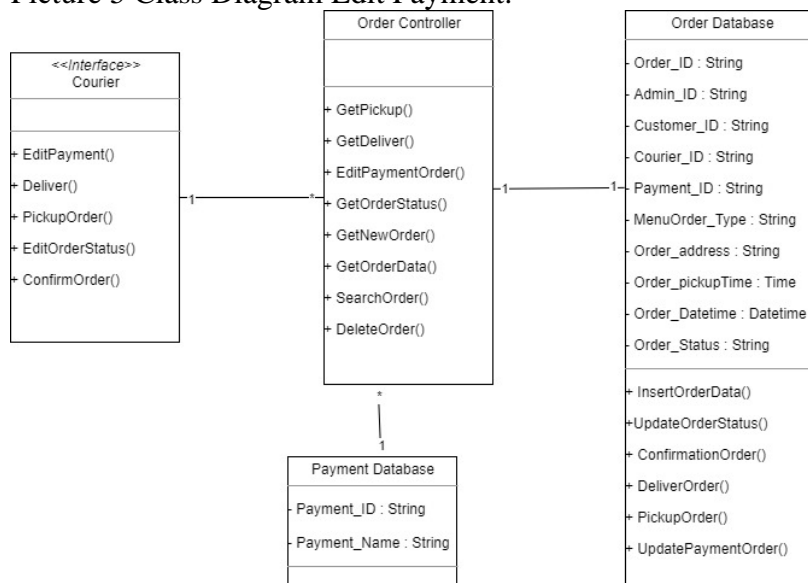 Picture 5 Class Diagram Edit Payment.
<<Interface>>
Courier
+ EditPayment()
+ Deliver()
+ PickupOrder()
+ EditOrderStatus()
+ ConfirmOrder()
1
*
Order Controller
+ GetPickup()
+ GetDeliver()
+ EditPaymentOrder()
+ GetOrderStatus()
+ GetNewOrder()
+ GetOrderData()
+ SearchOrder()
+ DeleteOrder()
1
1
*
1
Order Database
- Order_ID : String
- Admin_ID : String
- Customer_ID : String
- Courier_ID : String
- Payment_ID : String
- MenuOrder_Type : String
- Order_address : String
- Order_pickupTime : Time
- Order_Datetime : Datetime
- Order_Status : String
+ InsertOrderData()
+UpdateOrderStatus()
+ ConfirmationOrder()
+ DeliverOrder()
+ PickupOrder()
+ UpdatePaymentOrder()
Payment Database
- Payment_ID : String
- Payment_Name : String